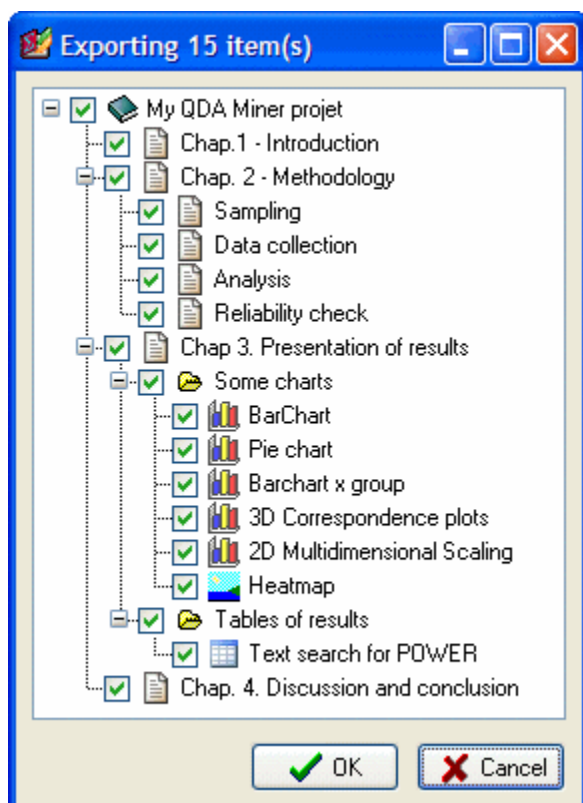 Exporting 15 item(s)
My QDA Miner projet
Chap.1 - Introduction
Chap. 2 - Methodology
Sampling
Data collection
Analysis
Reliability check
Chap 3. Presentation of results
Some charts
BarChart
Pie chart
Barchart x group
3D Correspondence plots
2D Multidimensional Scaling
Heatmap
Tables of results
Text search for POWER
Chap. 4. Discussion and conclusion
OK Cancel